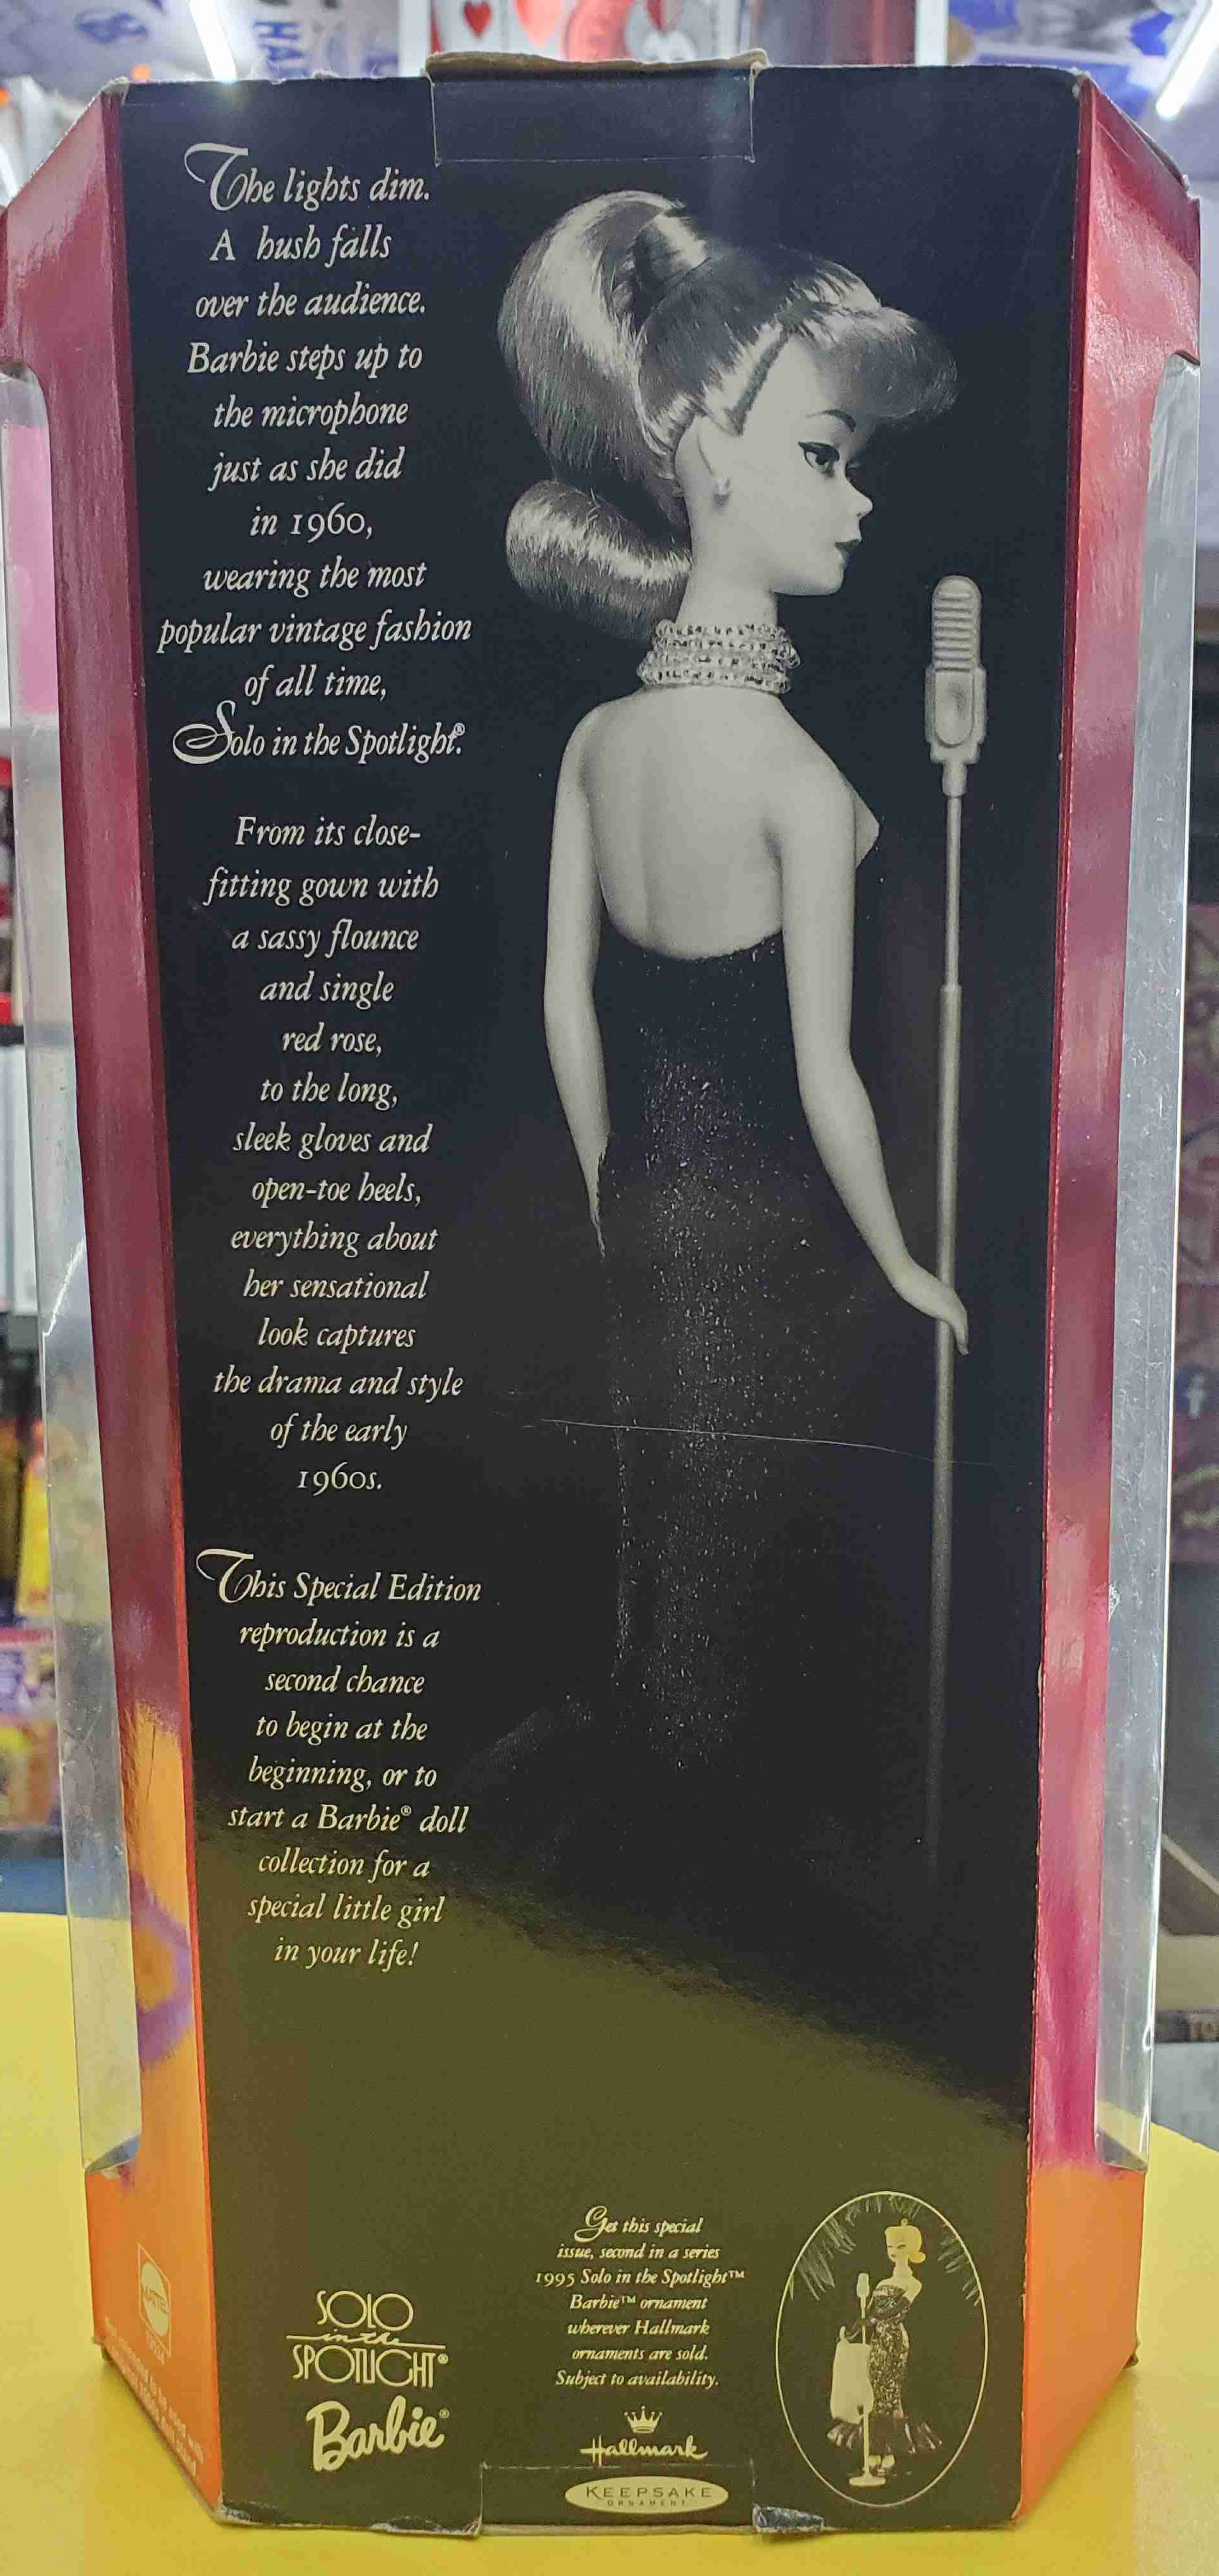 The lights dim.
A hush falls
over the audience.
Barbie steps up to
the microphone
just as she did
in 1960,
wearing the most
popular vintage fashion
of all time,
Solo in the Spotlight®.
From its close-
fitting gown with
a sassy flounce
and single
red rose,
to the long,
sleek gloves and
open-toe heels,
everything about
her sensational
look captures
the drama and style
of the early
1960s.
This Special Edition
reproduction is a
second chance
to begin at the
beginning, or to
start a Barbie® doll
collection for a
special little girl
in your life!
SOLO
in the
SPOTLIGHT®
Barbie®
Get this special
issue, second in a series
1995 Solo in the Spotlight™
Barbie™ ornament
wherever Hallmark
ornaments are sold.
Subject to availability.
Hallmark
KEEPSAKE
ORNAMENT
MATTEL